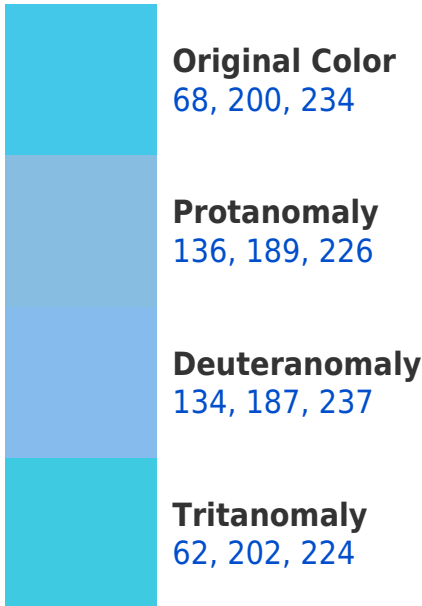 Original Color
68, 200, 234
Protanomaly
136, 189, 226
Deuteranomaly
134, 187, 237
Tritanomaly
62, 202, 224